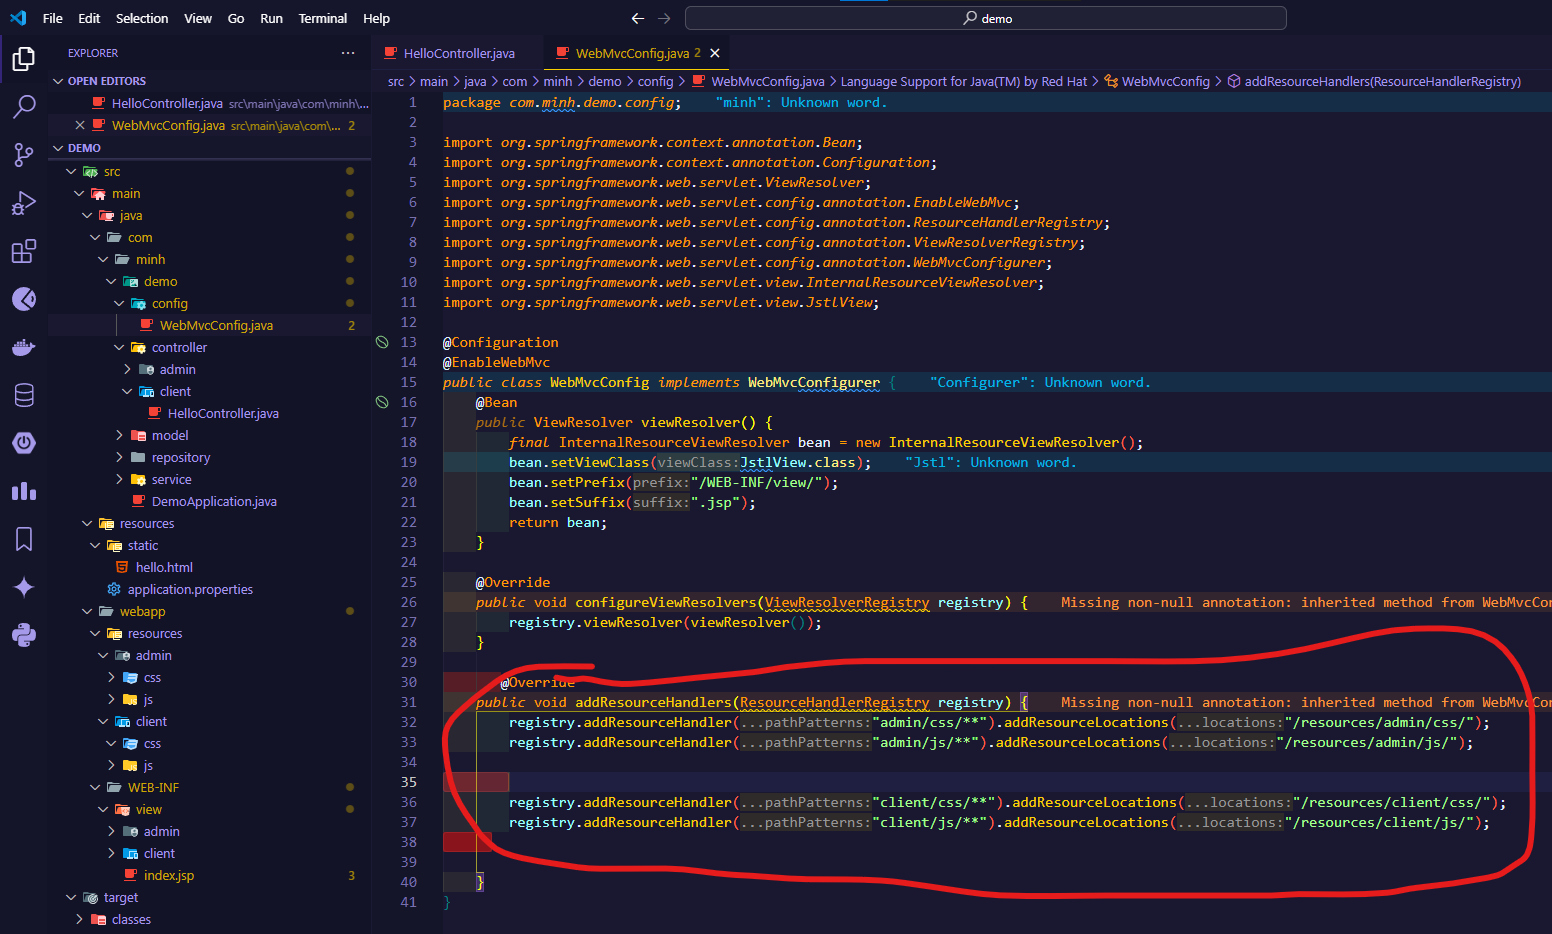 File Edit Selection View Go Run Terminal Help
demo
EXPLORER
OPEN EDITORS
HelloController.java src\main\java\com\minh\...
WebMvcConfig.java src\main\java\com\... 2
DEMO
src
main
java
com
minh
demo
config
WebMvcConfig.java 2
controller
admin
client
HelloController.java
model
repository
service
DemoApplication.java
resources
static
hello.html
application.properties
webapp
resources
admin
css
js
client
css
js
WEB-INF
view
admin
client
index.jsp 3
target
classes
HelloController.java
WebMvcConfig.java 2
src > main > java > com > minh > demo > config > WebMvcConfig.java > Language Support for Java(TM) by Red Hat > WebMvcConfig > addResourceHandlers(ResourceHandlerRegistry)
1 package com.minh.demo.config; "minh": Unknown word.
2
3 import org.springframework.context.annotation.Bean;
4 import org.springframework.context.annotation.Configuration;
5 import org.springframework.web.servlet.ViewResolver;
6 import org.springframework.web.servlet.config.annotation.EnableWebMvc;
7 import org.springframework.web.servlet.config.annotation.ResourceHandlerRegistry;
8 import org.springframework.web.servlet.config.annotation.ViewResolverRegistry;
9 import org.springframework.web.servlet.config.annotation.WebMvcConfigurer;
10 import org.springframework.web.servlet.view.InternalResourceViewResolver;
11 import org.springframework.web.servlet.view.JstlView;
12
13 @Configuration
14 @EnableWebMvc
15 public class WebMvcConfig implements WebMvcConfigurer { "Configurer": Unknown word.
16 @Bean
17 public ViewResolver viewResolver() {
18 final InternalResourceViewResolver bean = new InternalResourceViewResolver();
19 bean.setViewClass(viewClass:JstlView.class); "Jstl": Unknown word.
20 bean.setPrefix(prefix:"/WEB-INF/view/");
21 bean.setSuffix(suffix:".jsp");
22 return bean;
23 }
24
25 @Override
26 public void configureViewResolvers(ViewResolverRegistry registry) { Missing non-null annotation: inherited method from WebMvcCon
27 registry.viewResolver(viewResolver());
28 }
29
30 @Override
31 public void addResourceHandlers(ResourceHandlerRegistry registry) { Missing non-null annotation: inherited method from WebMvcCon
32 registry.addResourceHandler(...pathPatterns:"admin/css/**").addResourceLocations(...locations:"/resources/admin/css/");
33 registry.addResourceHandler(...pathPatterns:"admin/js/**").addResourceLocations(...locations:"/resources/admin/js/");
34
35
36 registry.addResourceHandler(...pathPatterns:"client/css/**").addResourceLocations(...locations:"/resources/client/css/");
37 registry.addResourceHandler(...pathPatterns:"client/js/**").addResourceLocations(...locations:"/resources/client/js/");
38
39
40 }
41 }